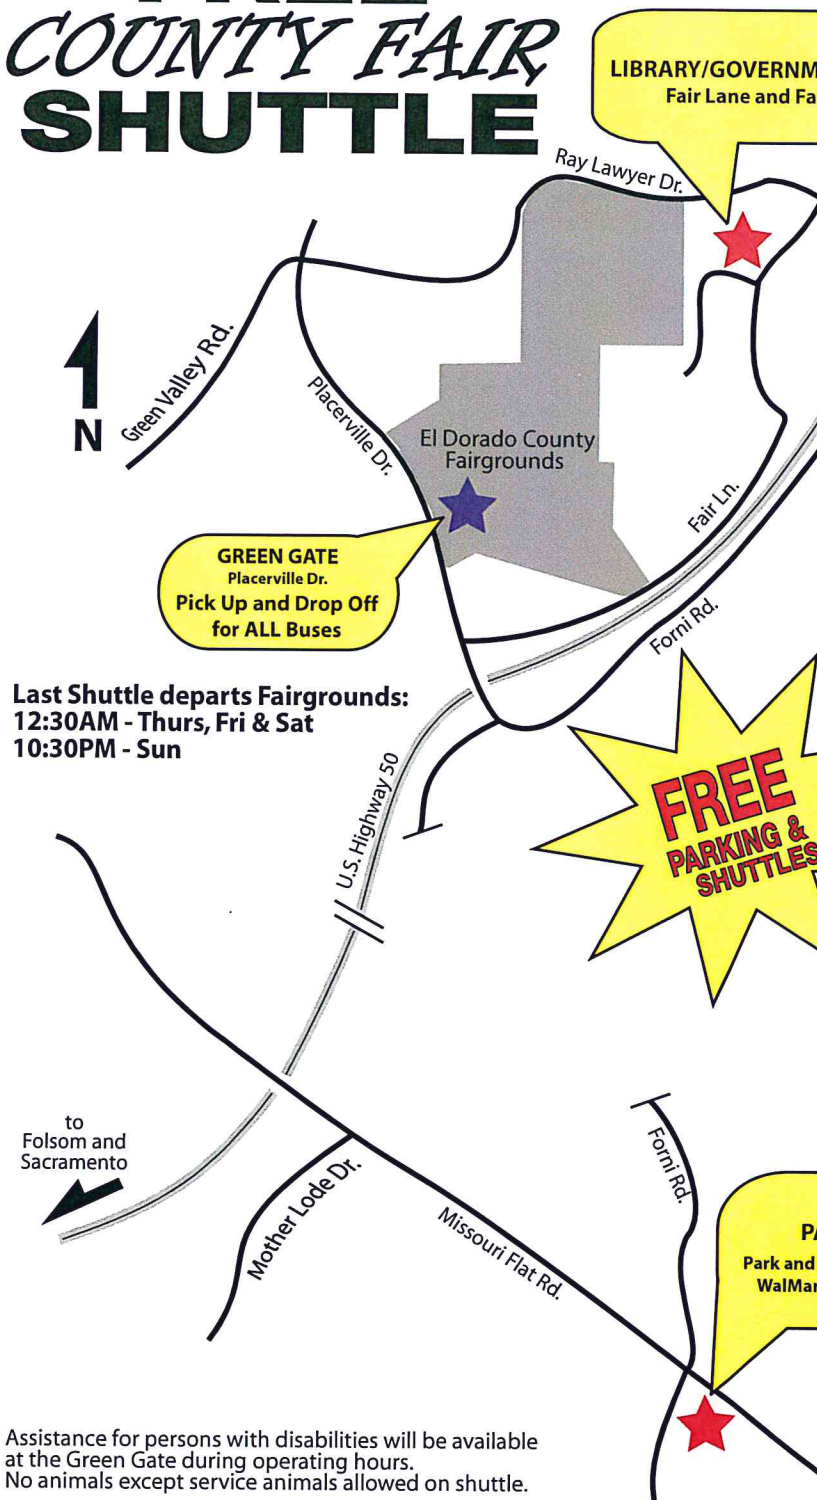 COUNTY FAIR
SHUTTLE
LIBRARY/GOVERNM
Fair Lane and Fa
Ray Lawyer Dr.
Green Valley Rd.
N
Placerville Dr.
El Dorado County
Fairgrounds
Fair Ln.
GREEN GATE
Placerville Dr.
Pick Up and Drop Off
for ALL Buses
Forni Rd.
Last Shuttle departs Fairgrounds:
12:30AM - Thurs, Fri & Sat
10:30PM - Sun
U.S. Highway 50
FREE
PARKING &
SHUTTLES
to
Folsom and
Sacramento
Mother Lode Dr.
Missouri Flat Rd.
Forni Rd.
PA
Park and
WalMar
Assistance for persons with disabilities will be available
at the Green Gate during operating hours.
No animals except service animals allowed on shuttle.